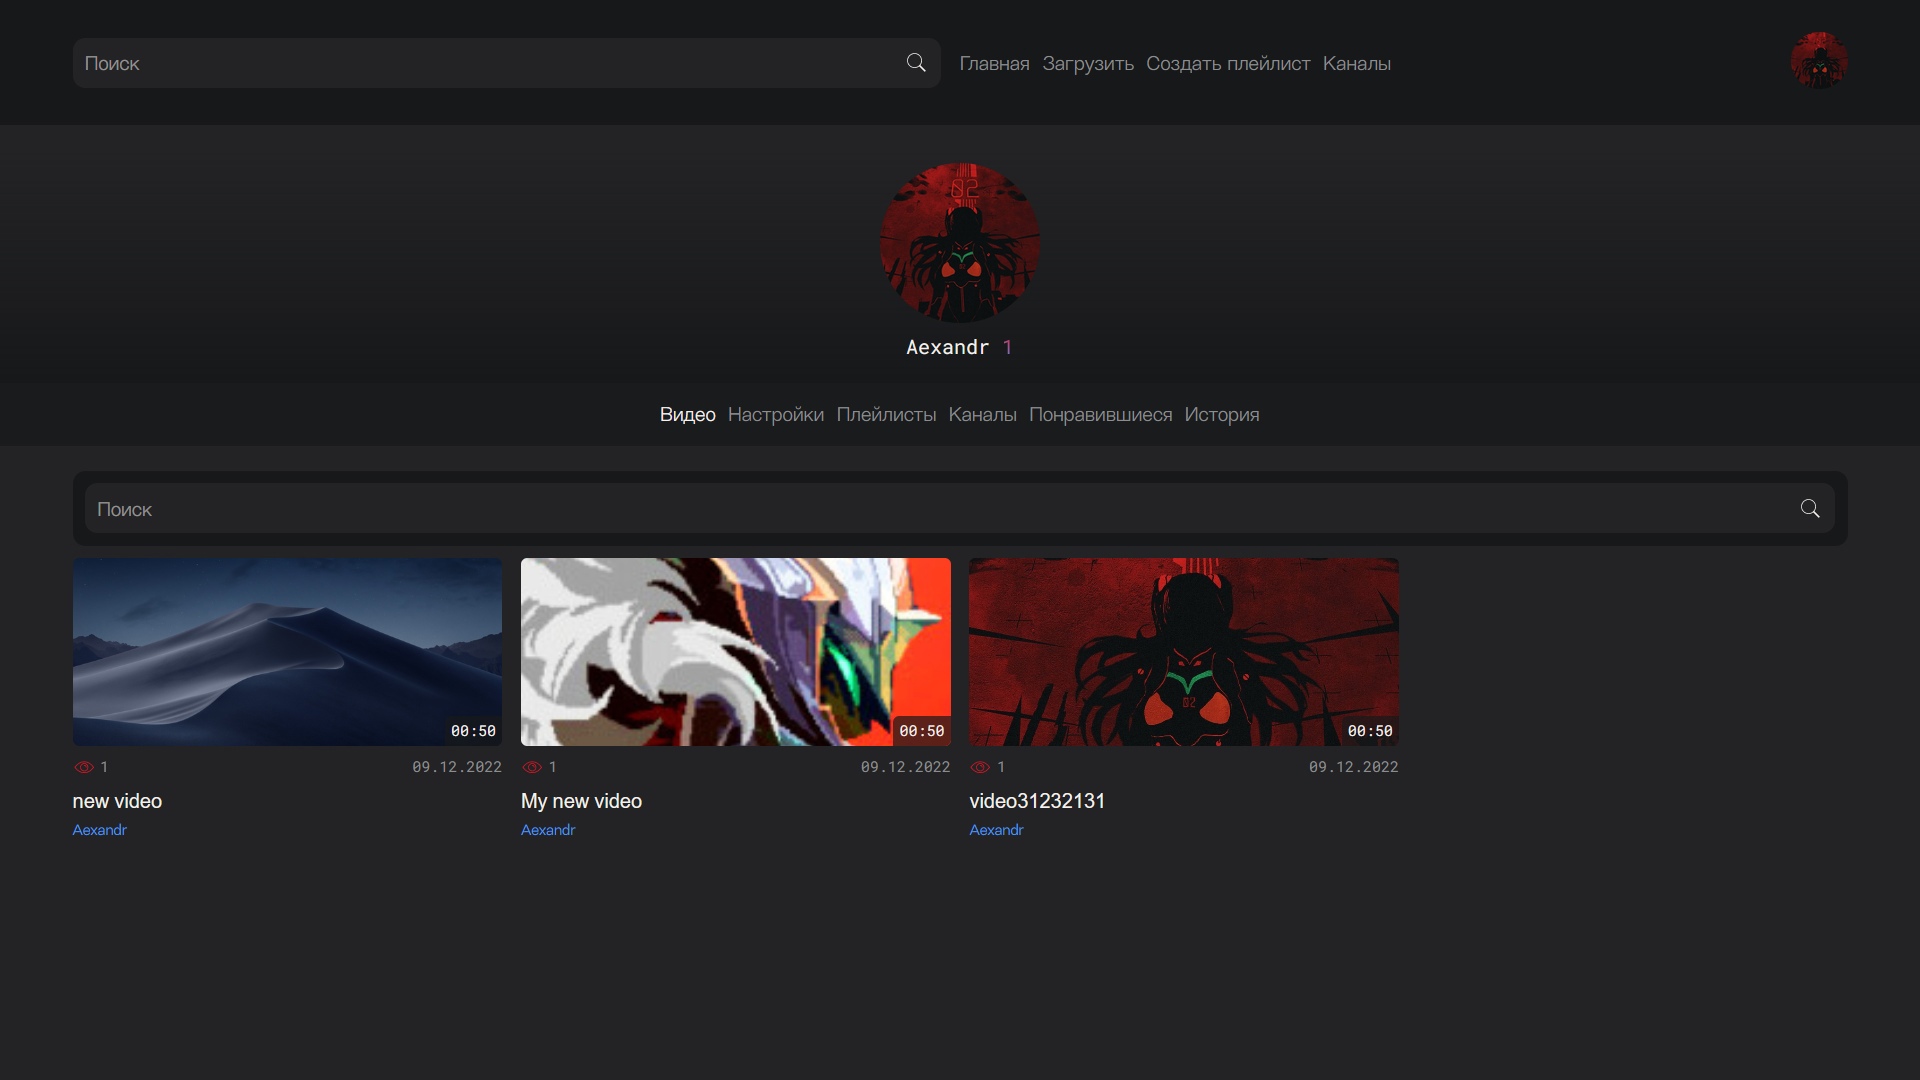 Поиск
Главная Загрузить Создать плейлист Каналы
02
Aexandr 1
Видео Настройки Плейлисты Каналы Понравившиеся История
Поиск
00:50
00:50
02
00:50
1 09.12.2022
1 09.12.2022
1 09.12.2022
new video
My new video
video31232131
Aexandr
Aexandr
Aexandr